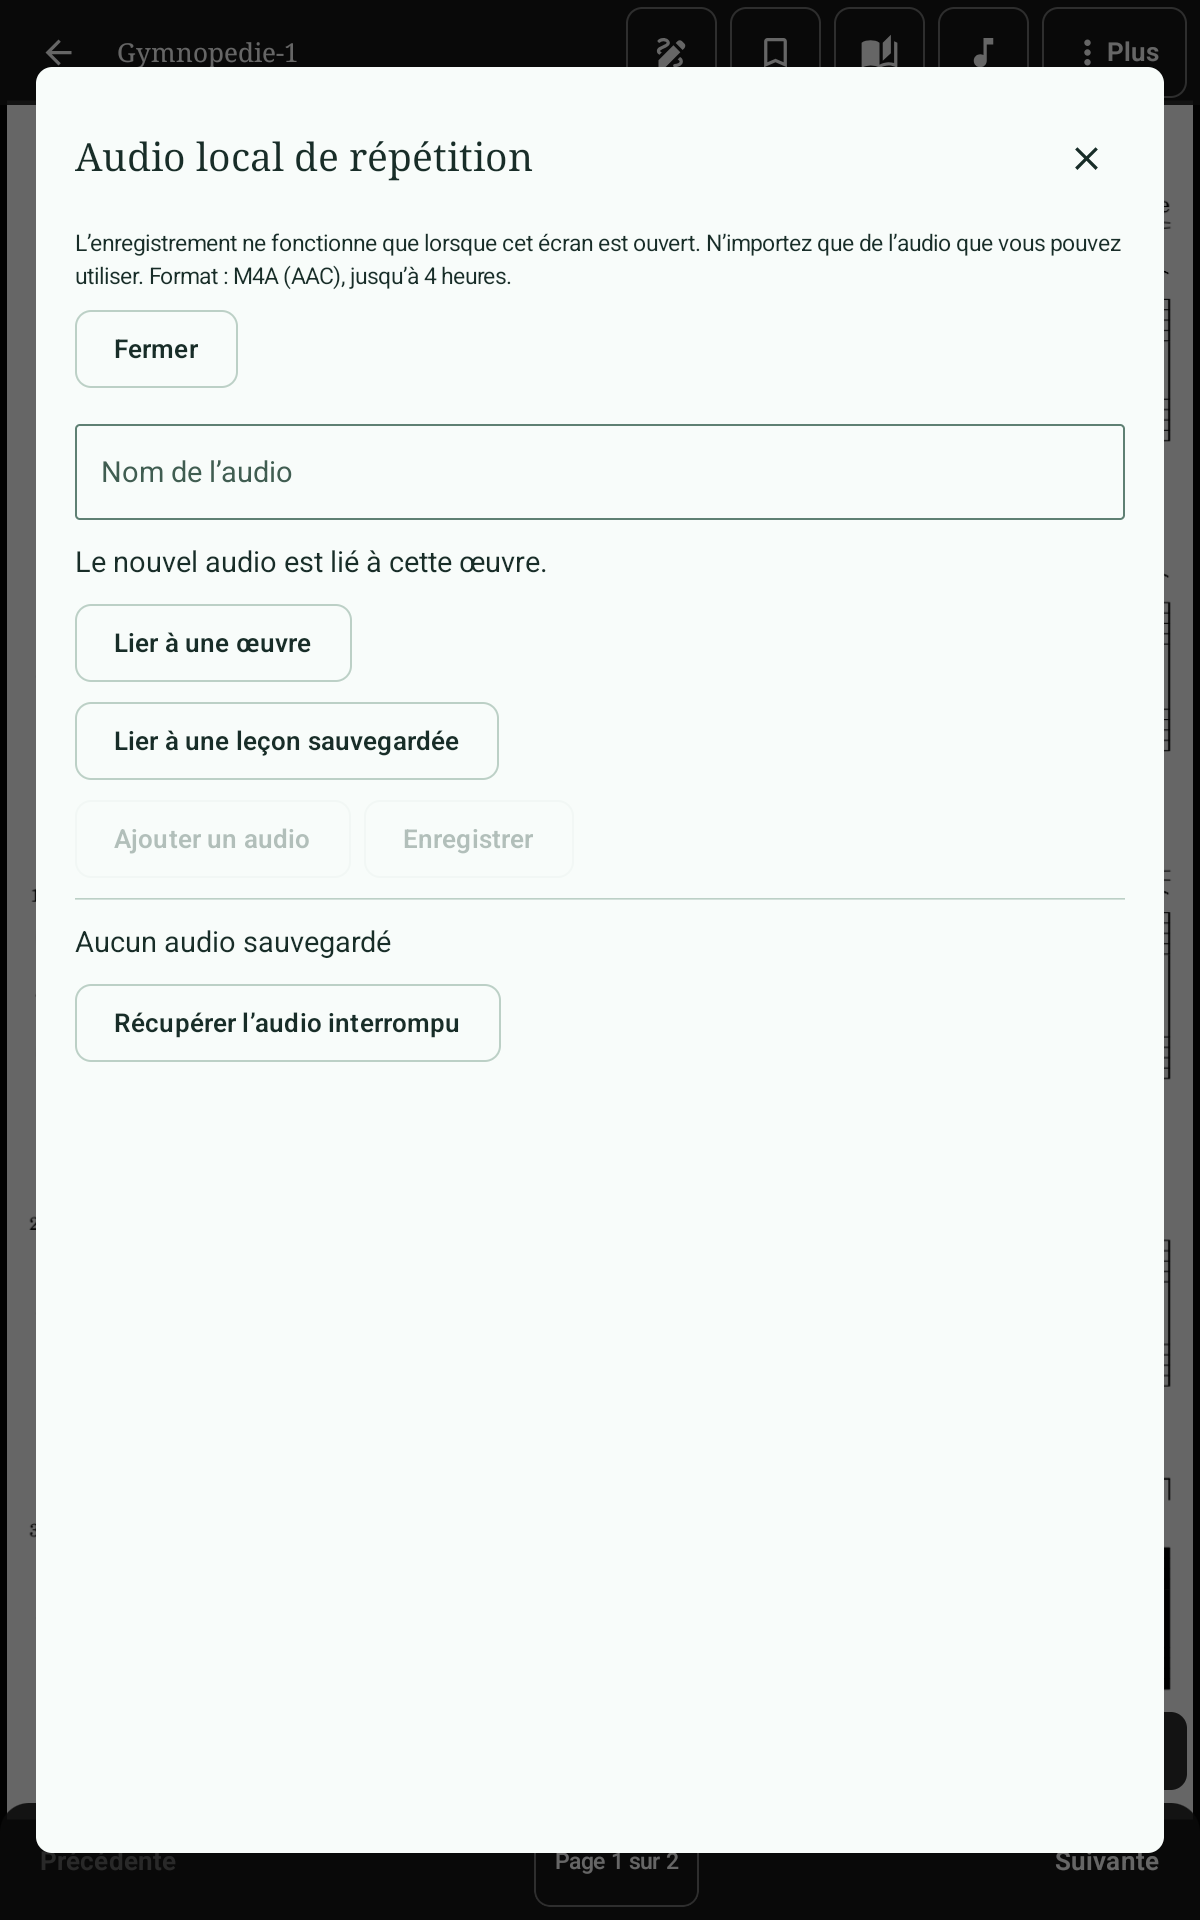 Gymnopedie-1
Plus
Audio local de répétition
L’enregistrement ne fonctionne que lorsque cet écran est ouvert. N’importez que de l’audio que vous pouvez
utiliser. Format : M4A (AAC), jusqu’à 4 heures.
Fermer
Nom de l’audio
Le nouvel audio est lié à cette œuvre.
Lier à une œuvre
Lier à une leçon sauvegardée
Ajouter un audio
Enregistrer
Aucun audio sauvegardé
Récupérer l’audio interrompu
Précédente
Page 1 sur 2
Suivante